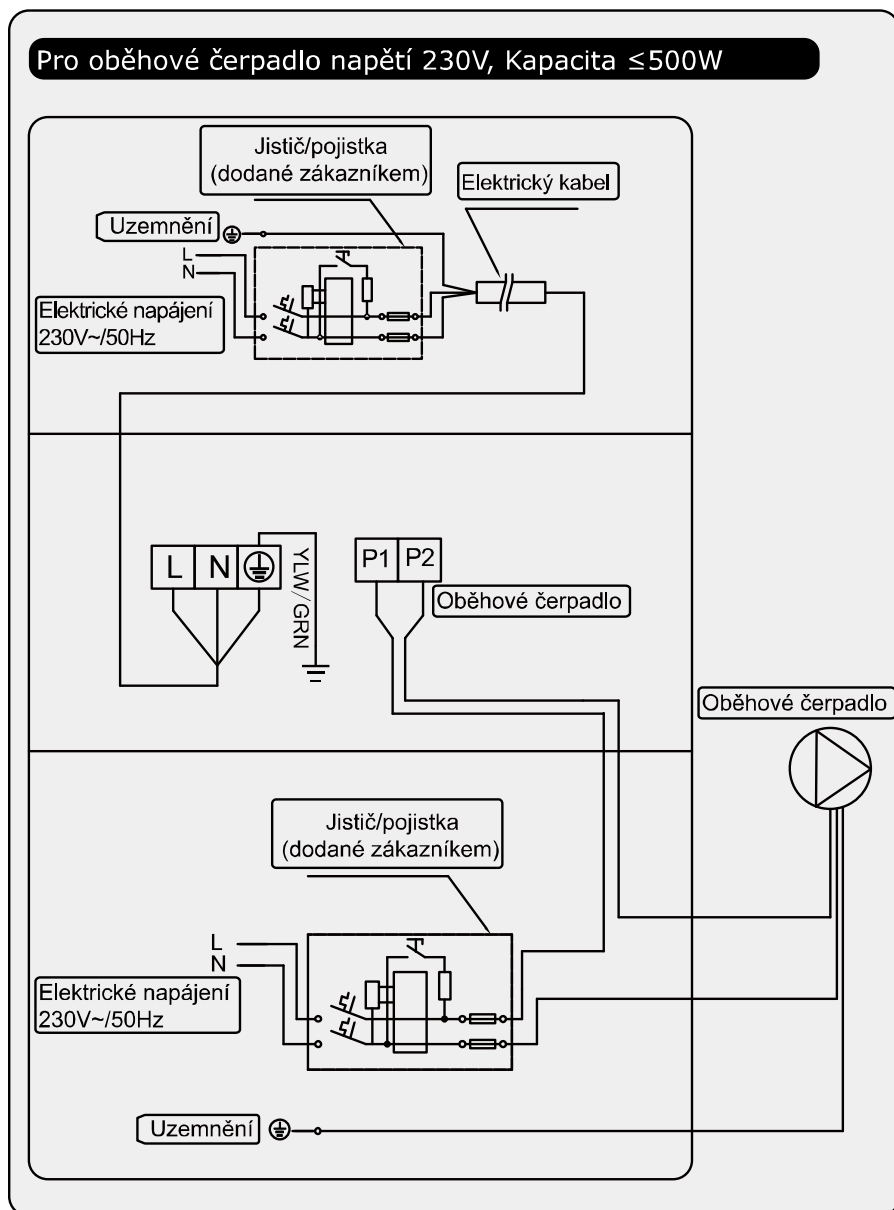 Pro oběhové čerpadlo napětí 230V, Kapacita ≤500W
Jistič/pojistka
(dodané zákazníkem)
Elektrický kabel
Uzemnění
L
N
Elektrické napájení
230V~/50Hz
L N
YLW/GRN
P1 P2
Oběhové čerpadlo
Oběhové čerpadlo
Jistič/pojistka
(dodané zákazníkem)
L
N
Elektrické napájení
230V~/50Hz
Uzemnění